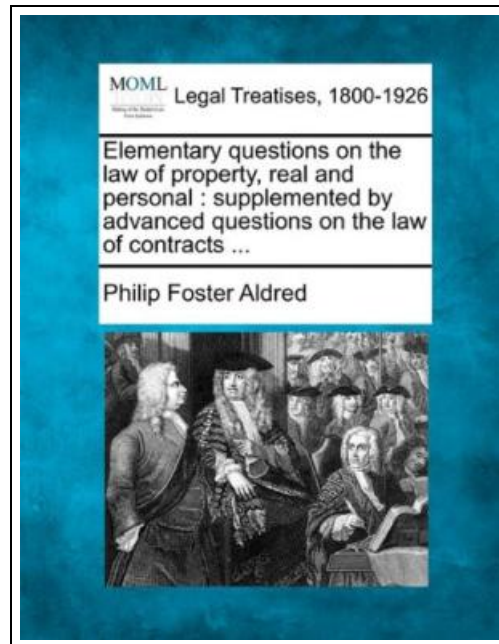 MOML
Legal Treatises, 1800-1926
Elementary questions on the
law of property, real and
personal : supplemented by
advanced questions on the law
of contracts ...
Philip Foster Aldred